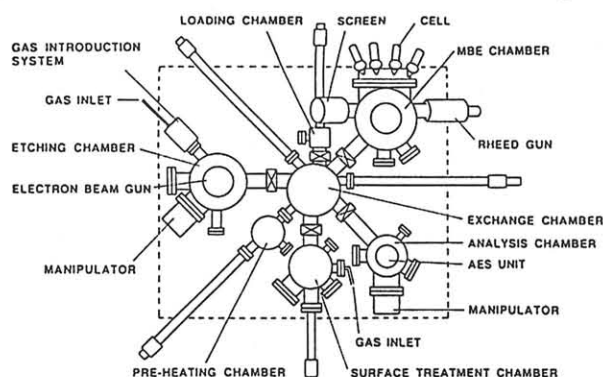 LOADING CHAMBER
SCREEN
CELL
MBE CHAMBER
GAS INTRODUCTION
SYSTEM
GAS INLET
ETCHING CHAMBER
ELECTRON BEAM GUN
RHEED GUN
EXCHANGE CHAMBER
ANALYSIS CHAMBER
AES UNIT
MANIPULATOR
MANIPULATOR
GAS INLET
PRE-HEATING CHAMBER
SURFACE TREATMENT CHAMBER